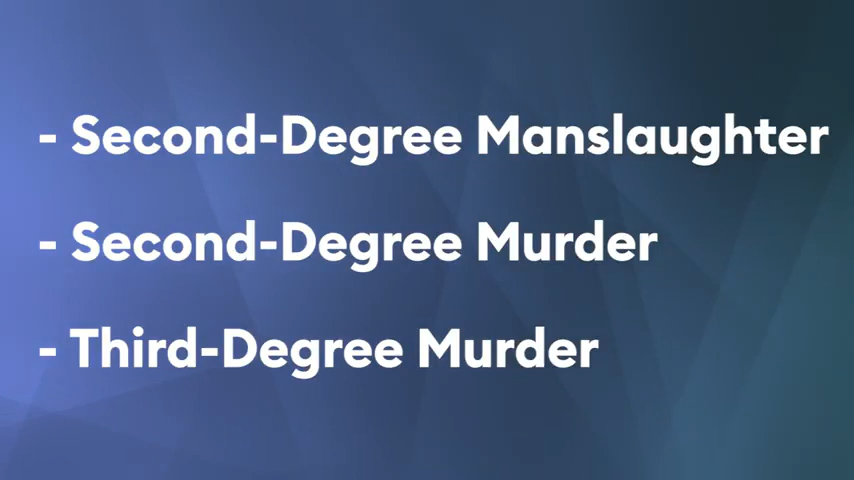 - Second-Degree Manslaughter
- Second-Degree Murder
- Third-Degree Murder